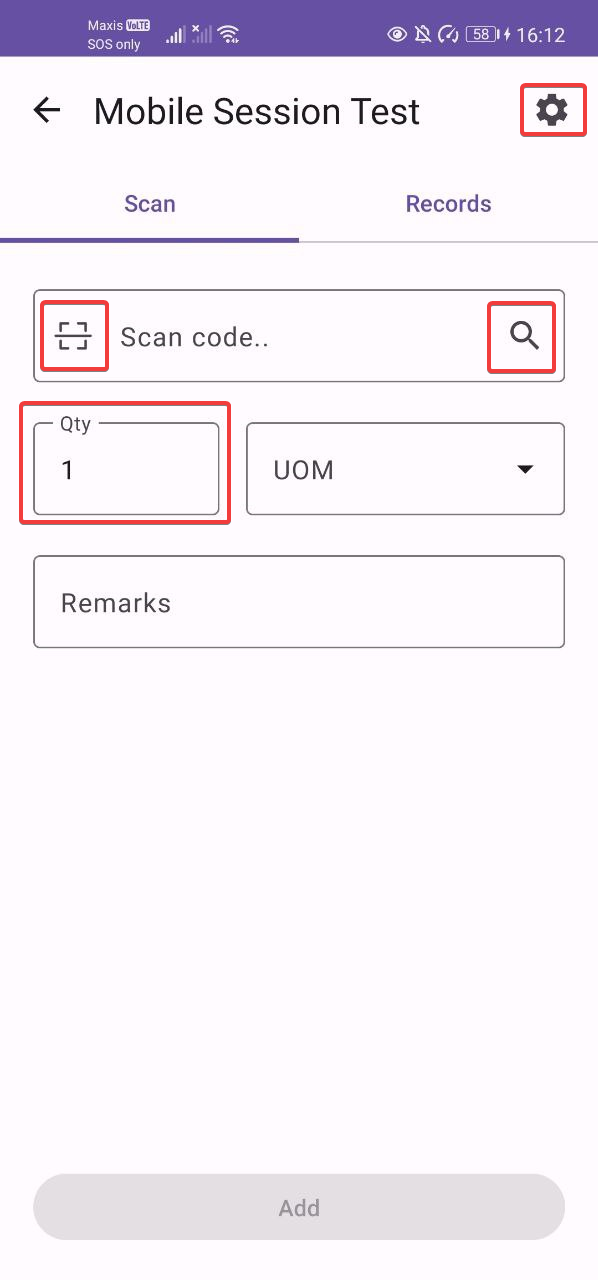 Maxis VoLTE
SOS only
58 16:12
Mobile Session Test
Scan Records
Scan code..
Qty
1 UOM
Remarks
Add